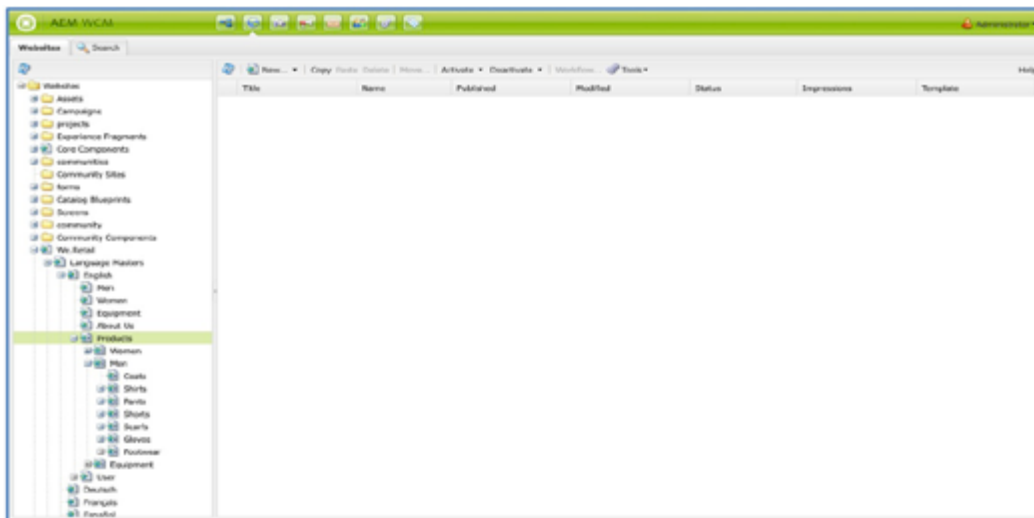 AEM WCM
Administrator
Websites Search
New... Copy Paste Delete Move... Activate Deactivate Workflow... Tools Help
Title Name Published Modified Status Impressions Template
Websites
Assets
Campaigns
projects
Experience Fragments
Core Components
communities
Community Sites
forms
Catalog Blueprints
Screens
community
Community Components
We.Retail
Language Masters
English
Men
Women
Equipment
About Us
Products
Women
Men
Coats
Shirts
Pants
Shorts
Scarfs
Gloves
Footwear
Equipment
User
Deutsch
Français
Español